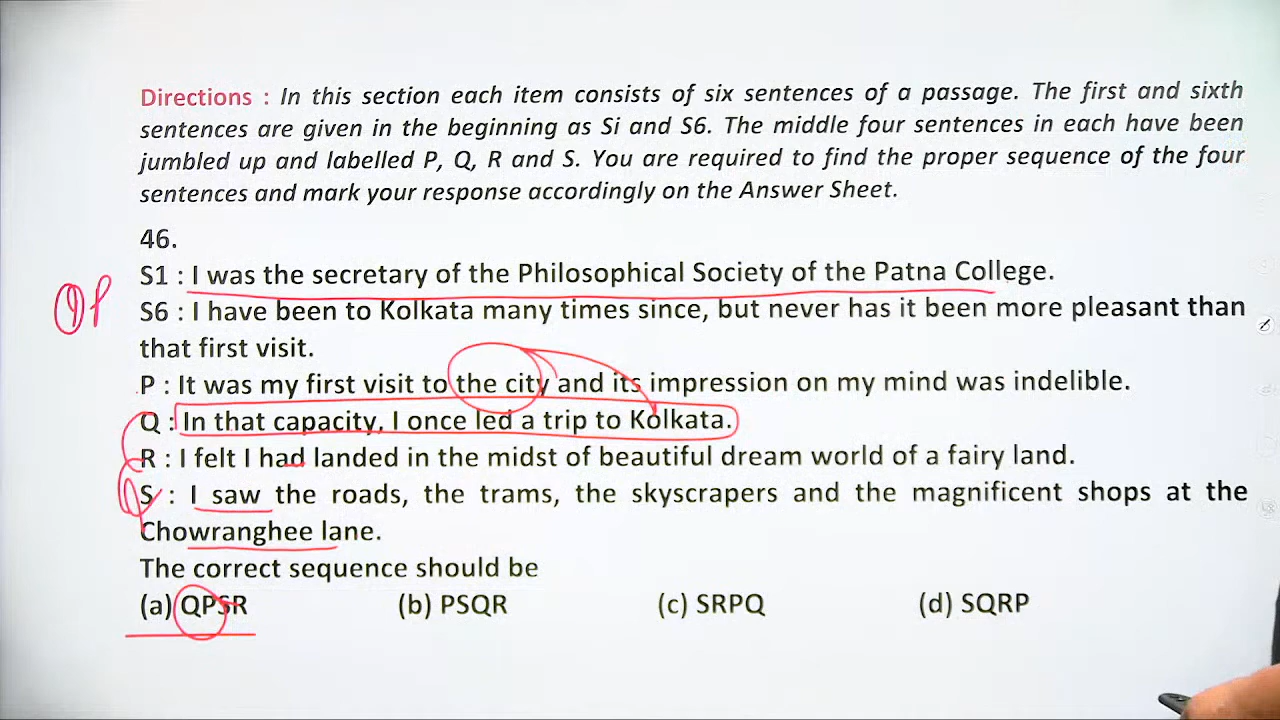 Directions : In this section each item consists of six sentences of a passage. The first and sixth
sentences are given in the beginning as Si and S6. The middle four sentences in each have been
jumbled up and labelled P, Q, R and S. You are required to find the proper sequence of the four
sentences and mark your response accordingly on the Answer Sheet.
46.
S1 : I was the secretary of the Philosophical Society of the Patna College.
QP
S6 : I have been to Kolkata many times since, but never has it been more pleasant than
that first visit.
P : It was my first visit to the city and its impression on my mind was indelible.
Q : In that capacity, I once led a trip to Kolkata.
R : I felt I had landed in the midst of beautiful dream world of a fairy land.
S : I saw the roads, the trams, the skyscrapers and the magnificent shops at the
Chowranghee lane.
The correct sequence should be
(a) QPSR (b) PSQR (c) SRPQ (d) SQRP